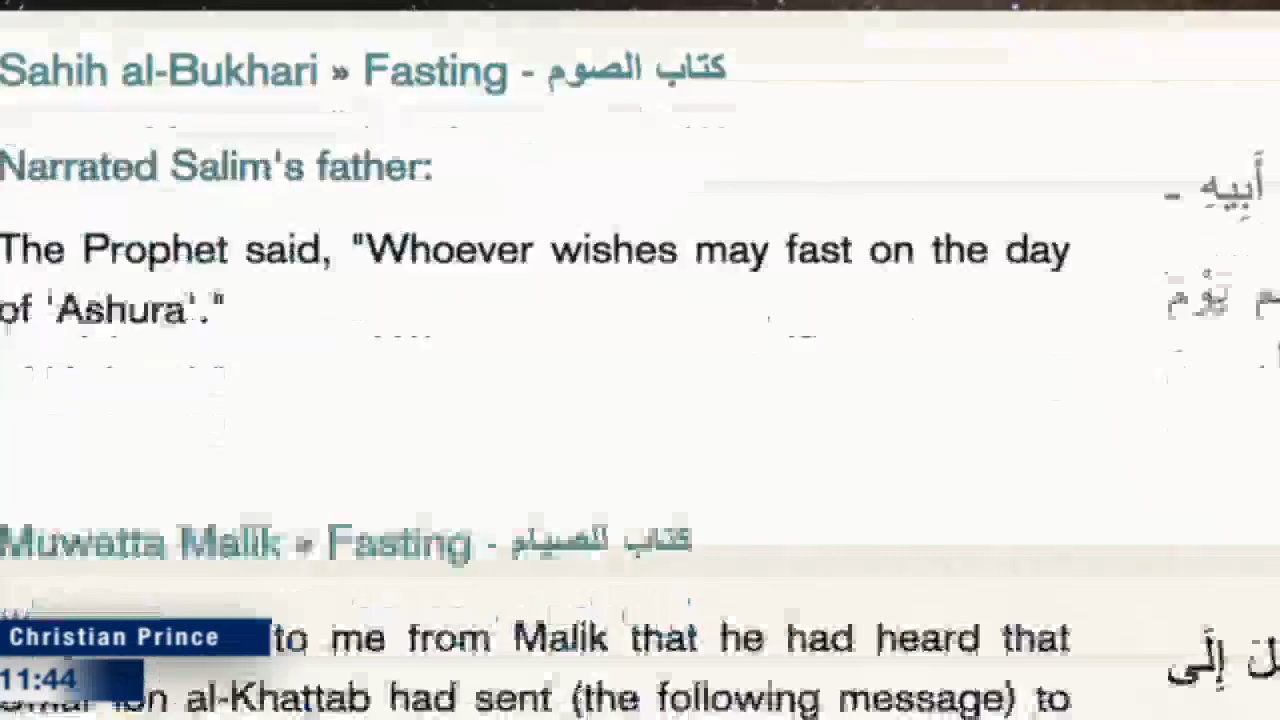 Sahih al-Bukhari » Fasting - كتاب الصوم
Narrated Salim's father:
أَبِيهِ ـ
The Prophet said, "Whoever wishes may fast on the day
يَوْمَ
of 'Ashura'."
Muwatta Malik » Fasting - كتاب الصيام
Christian Prince
to me from Malik that he had heard that
إِلَى
11:44
al-Khattab had sent (the following message) to